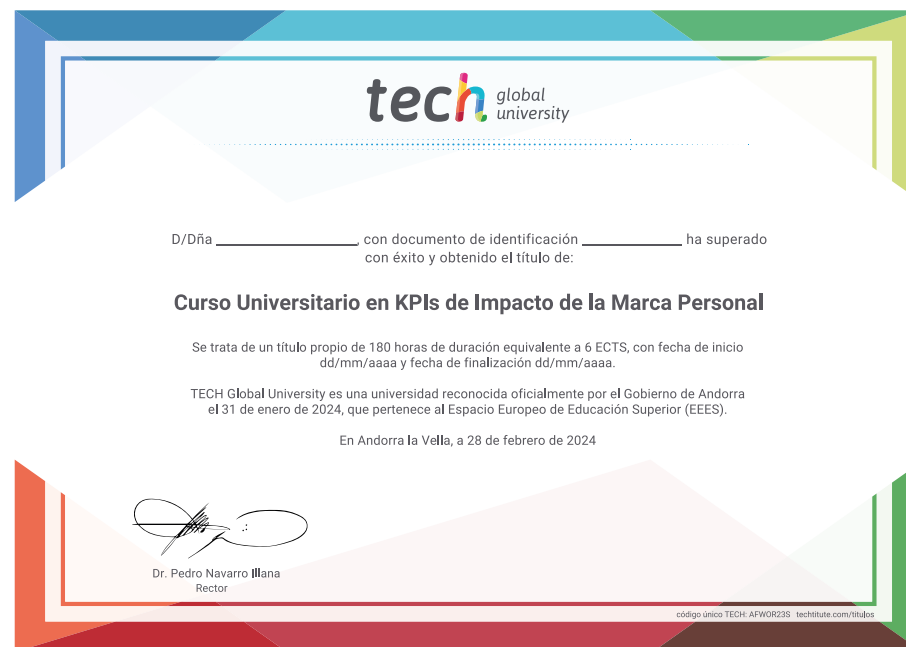 tech global university
D/Dña ______________, con documento de identificación __________ ha superado
con éxito y obtenido el título de:
Curso Universitario en KPIs de Impacto de la Marca Personal
Se trata de un título propio de 180 horas de duración equivalente a 6 ECTS, con fecha de inicio
dd/mm/aaaa y fecha de finalización dd/mm/aaaa.
TECH Global University es una universidad reconocida oficialmente por el Gobierno de Andorra
el 31 de enero de 2024, que pertenece al Espacio Europeo de Educación Superior (EEES).
En Andorra la Vella, a 28 de febrero de 2024
Dr. Pedro Navarro Illana
Rector
código único TECH: AFWOR23S techtitute.com/titulos